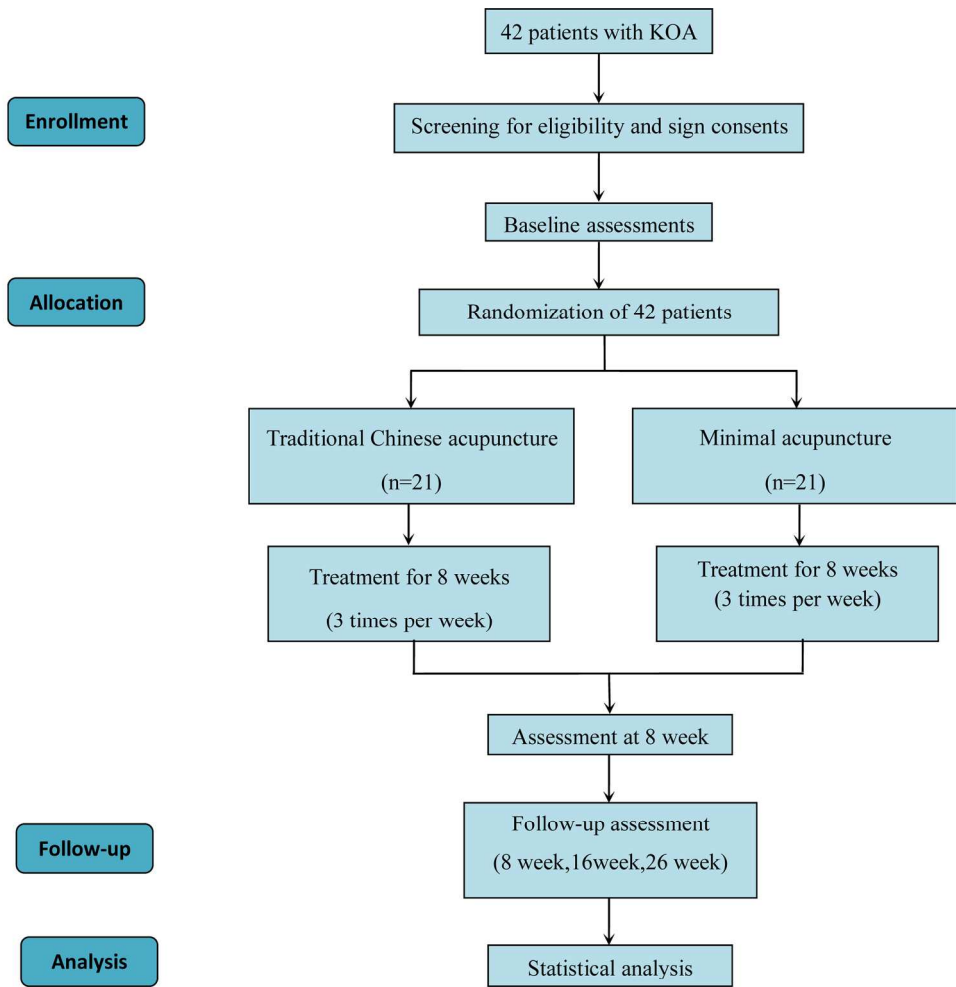 42 patients with KOA
Enrollment
Screening for eligibility and sign consents
Baseline assessments
Allocation
Randomization of 42 patients
Traditional Chinese acupuncture
(n=21)
Minimal acupuncture
(n=21)
Treatment for 8 weeks
(3 times per week)
Treatment for 8 weeks
(3 times per week)
Assessment at 8 week
Follow-up
Follow-up assessment
(8 week,16week,26 week)
Analysis
Statistical analysis